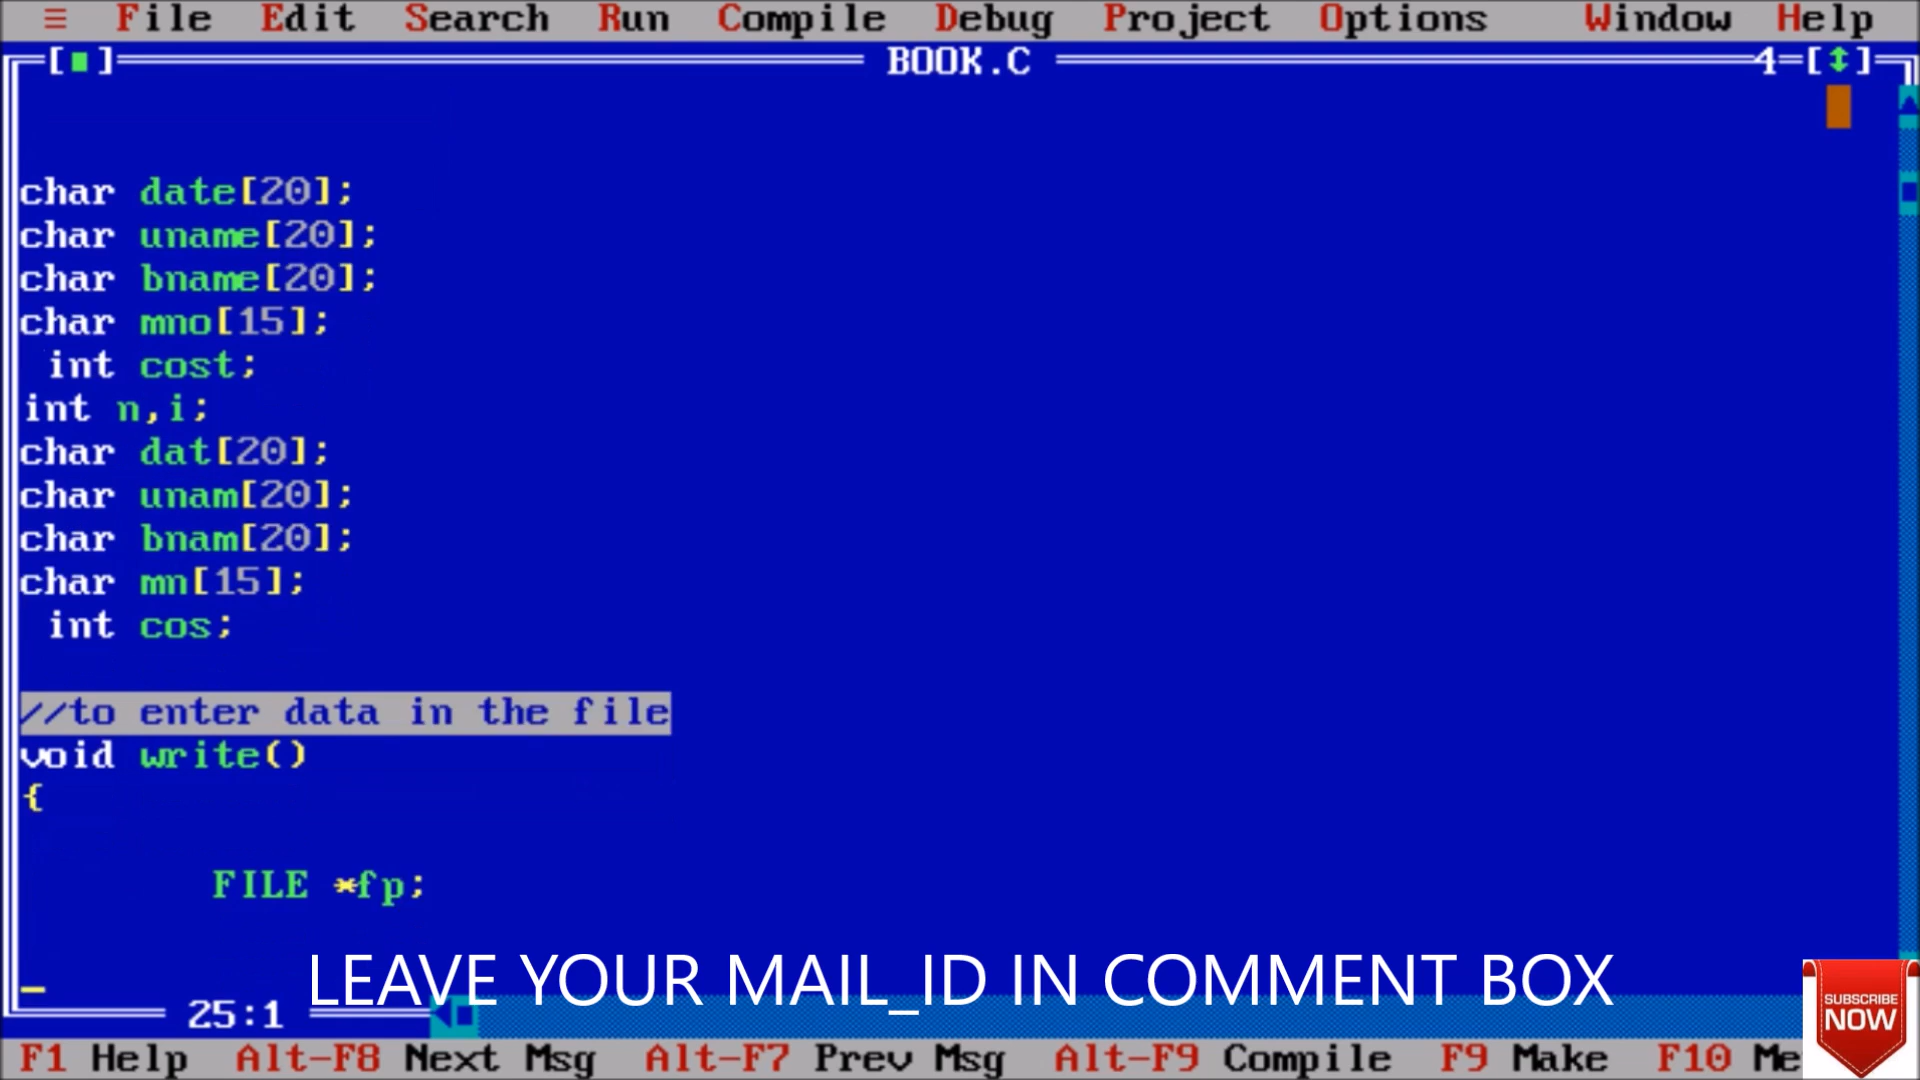 ≡ File Edit Search Run Compile Debug Project Options Window Help
[■] BOOK.C 4=[↕]
char date[20];
char uname[20];
char bname[20];
char mno[15];
int cost;
int n,i;
char dat[20];
char unam[20];
char bnam[20];
char mn[15];
int cos;
//to enter data in the file
void write()
{
FILE *fp;
LEAVE YOUR MAIL_ID IN COMMENT BOX
25:1
SUBSCRIBE
NOW
F1 Help Alt-F8 Next Msg Alt-F7 Prev Msg Alt-F9 Compile F9 Make F10 Me